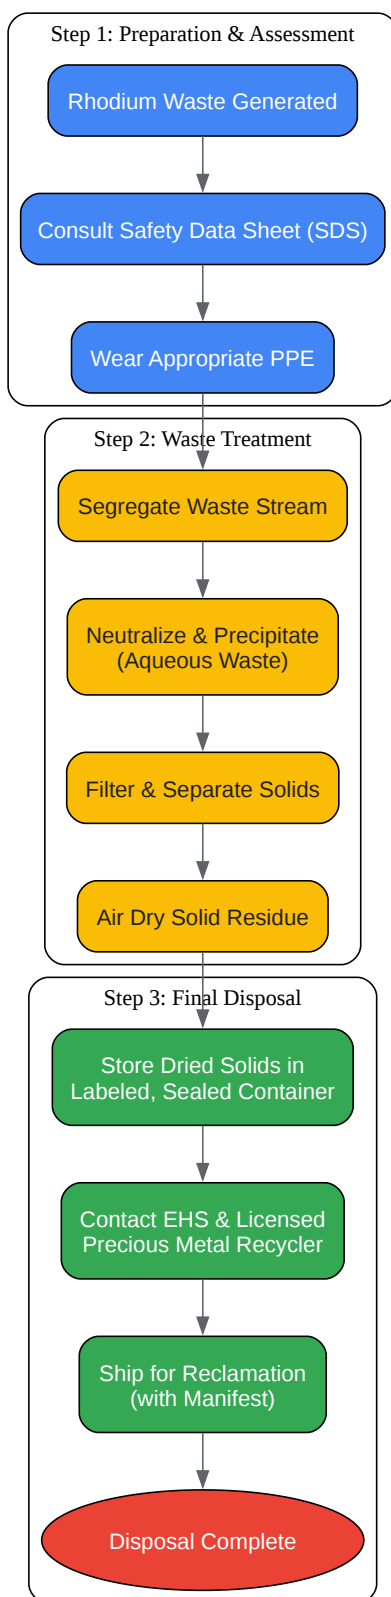 Step 1: Preparation & Assessment
Rhodium Waste Generated
Consult Safety Data Sheet (SDS)
Wear Appropriate PPE
Step 2: Waste Treatment
Segregate Waste Stream
Neutralize & Precipitate
(Aqueous Waste)
Filter & Separate Solids
Air Dry Solid Residue
Step 3: Final Disposal
Store Dried Solids in
Labeled, Sealed Container
Contact EHS & Licensed
Precious Metal Recycler
Ship for Reclamation
(with Manifest)
Disposal Complete